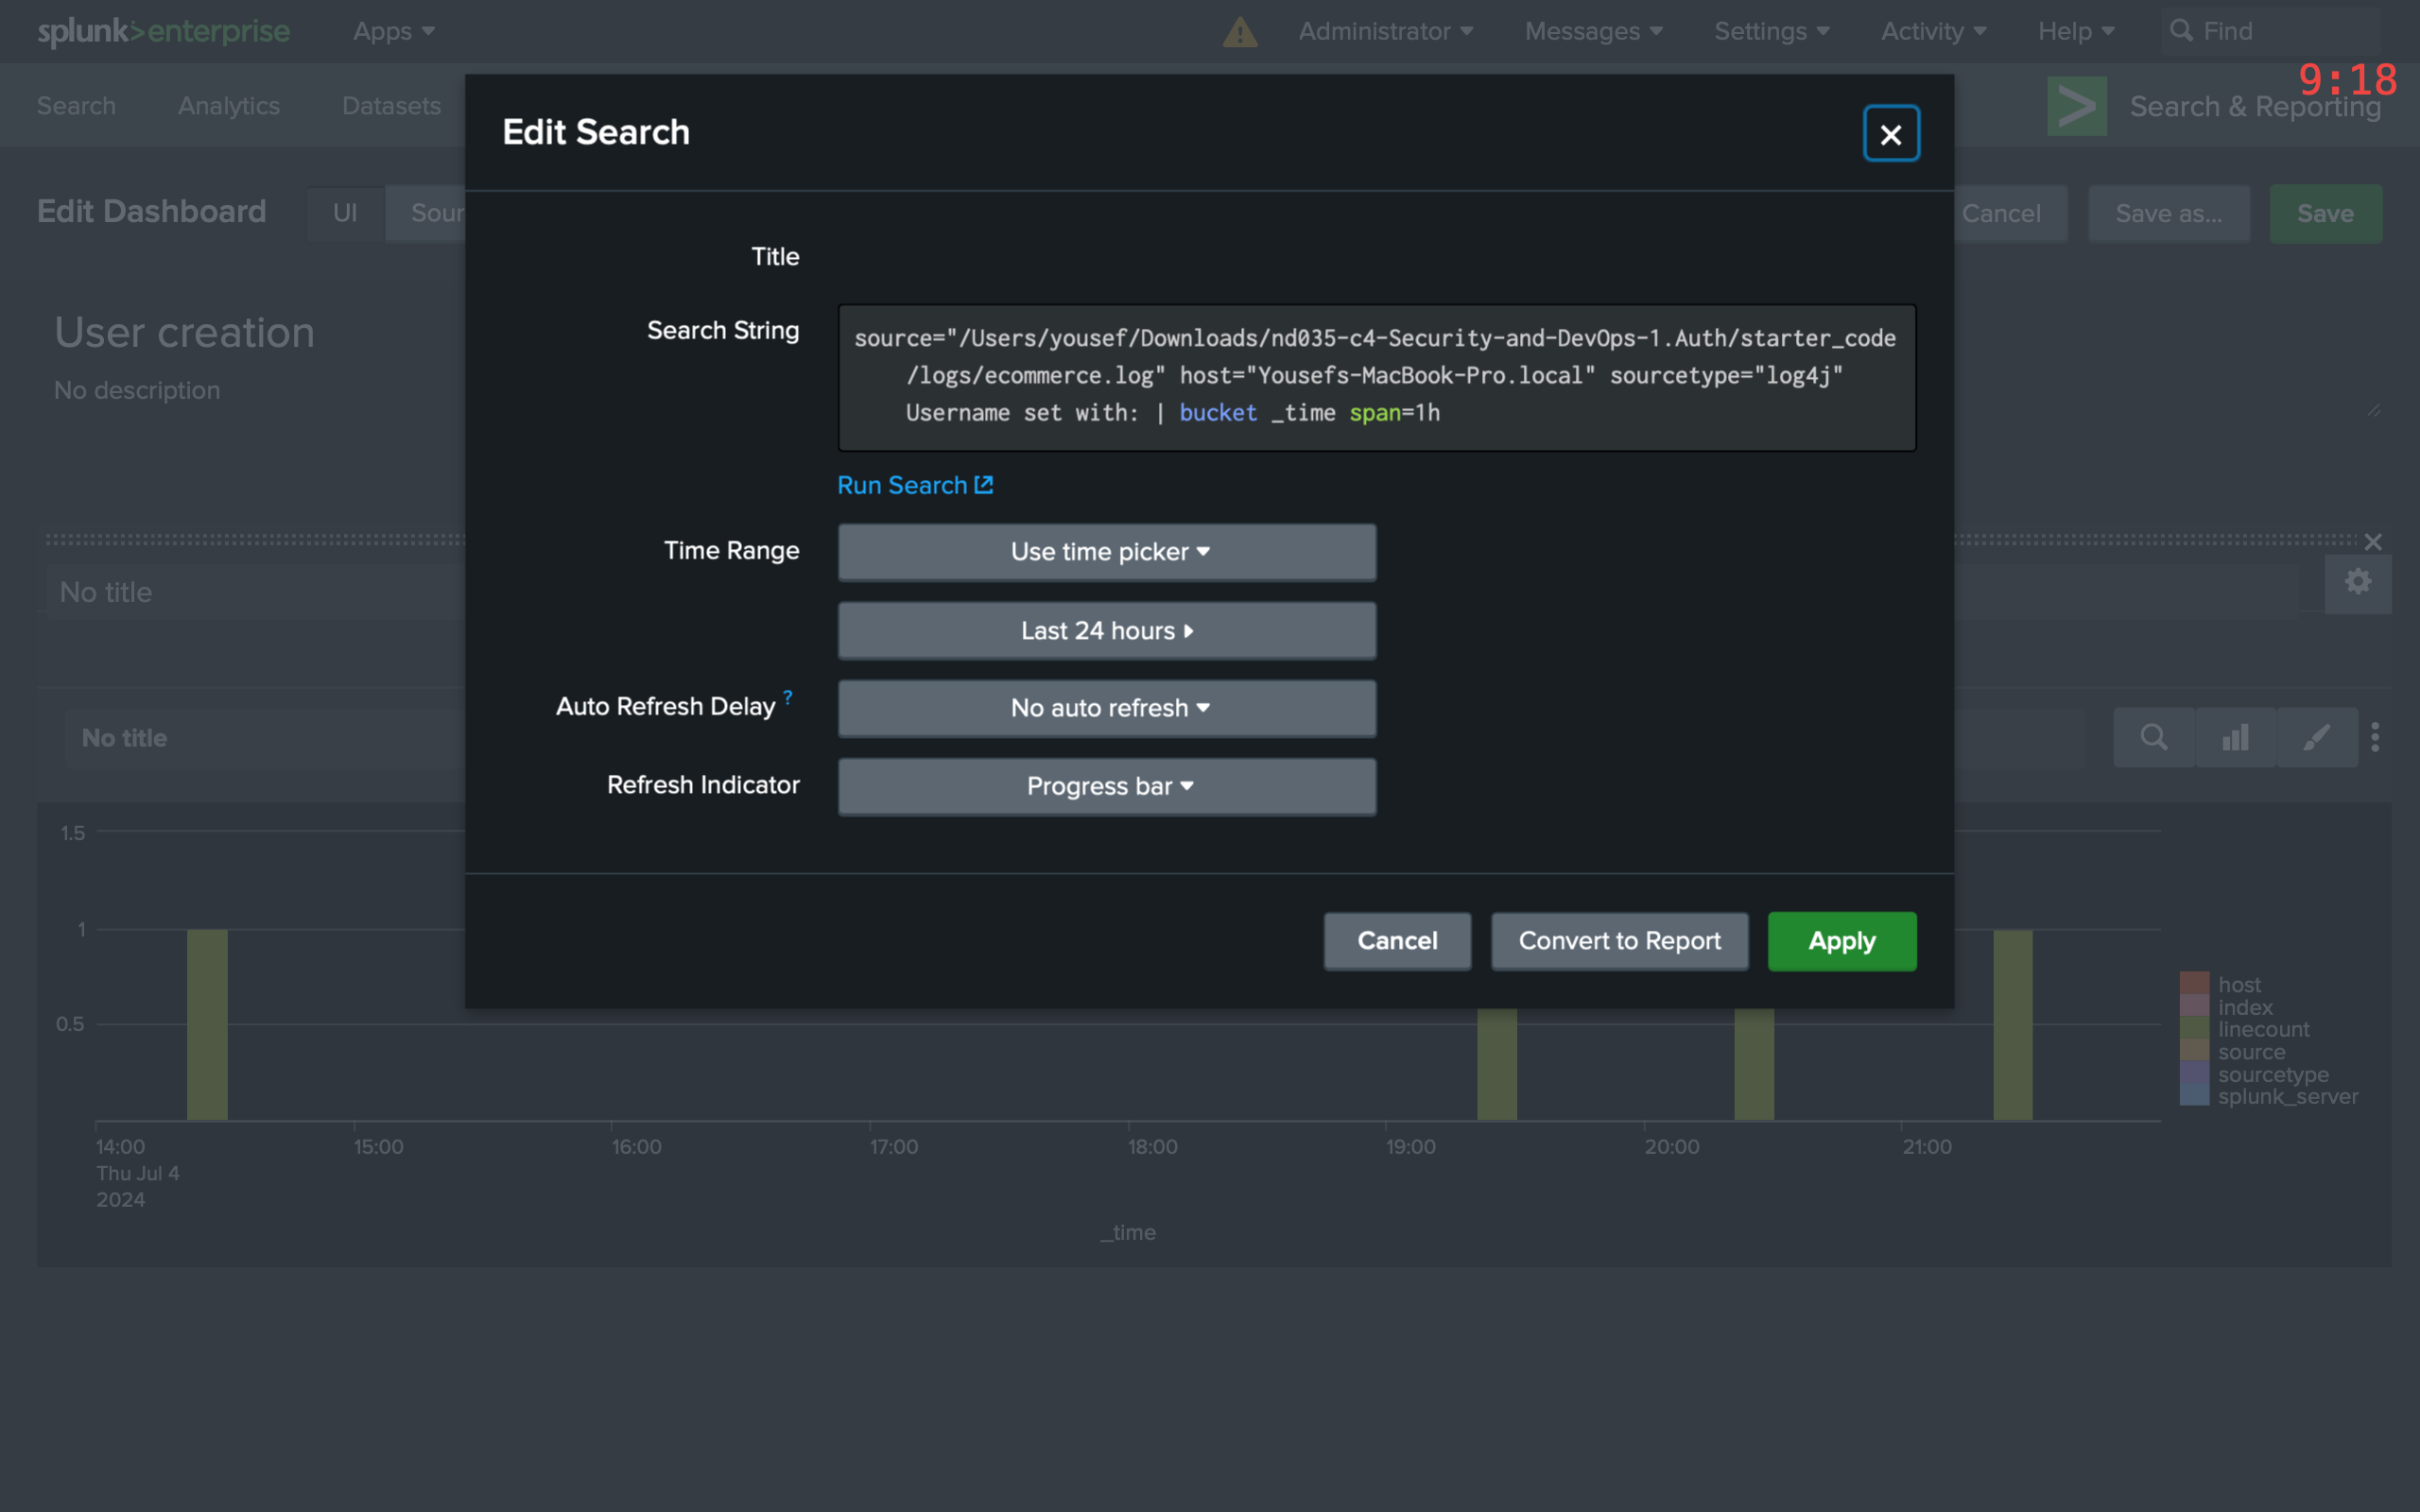 splunk>enterprise Apps Administrator Messages Settings Activity Help Find
9:18
Search Analytics Datasets Search & Reporting
Edit Search
Edit Dashboard UI Sour Cancel Save as... Save
Title
User creation
No description
Search String
source="/Users/yousef/Downloads/nd035-c4-Security-and-DevOps-1.Auth/starter_code
/logs/ecommerce.log" host="Yousefs-MacBook-Pro.local" sourcetype="log4j"
Username set with: | bucket _time span=1h
Run Search
Time Range Use time picker
No title
Last 24 hours
Auto Refresh Delay ? No auto refresh
No title
Refresh Indicator Progress bar
Cancel Convert to Report Apply
1.5
1
0.5
host
index
linecount
source
sourcetype
splunk_server
14:00 15:00 16:00 17:00 18:00 19:00 20:00 21:00
Thu Jul 4
2024
_time